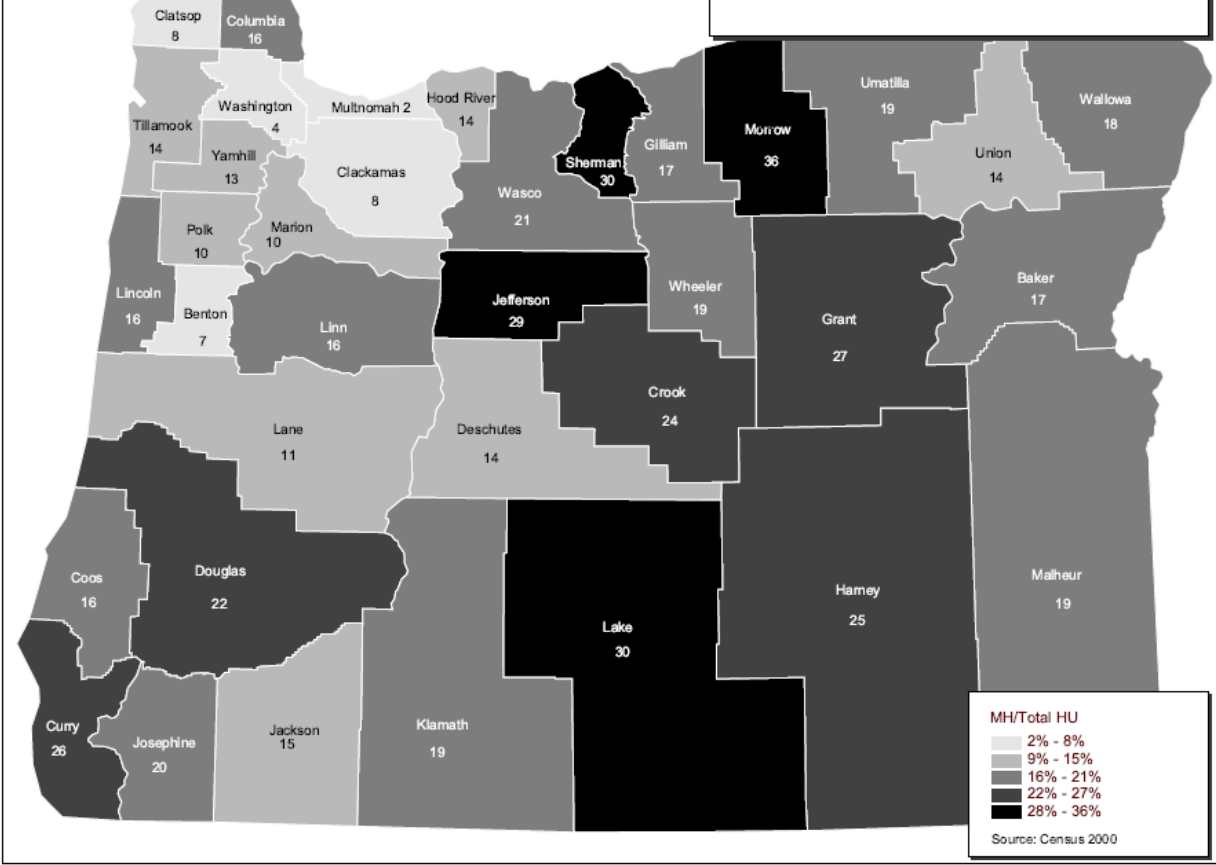 Clatsop
8
Columbia
16
Washington
4
Multnomah 2
Hood River
14
Tillamook
14
Yamhill
13
Clackamas
8
Sherman
30
Gilliam
17
Morrow
36
Umatilla
19
Union
14
Wallowa
18
Wasco
21
Polk
10
Marion
10
Lincoln
16
Benton
7
Linn
16
Jefferson
29
Wheeler
19
Grant
27
Baker
17
Crook
24
Lane
11
Deschutes
14
Coos
16
Douglas
22
Lake
30
Harney
25
Malheur
19
Curry
26
Josephine
20
Jackson
15
Klamath
19
MH/Total HU
2% - 8%
9% - 15%
16% - 21%
22% - 27%
28% - 36%
Source: Census 2000